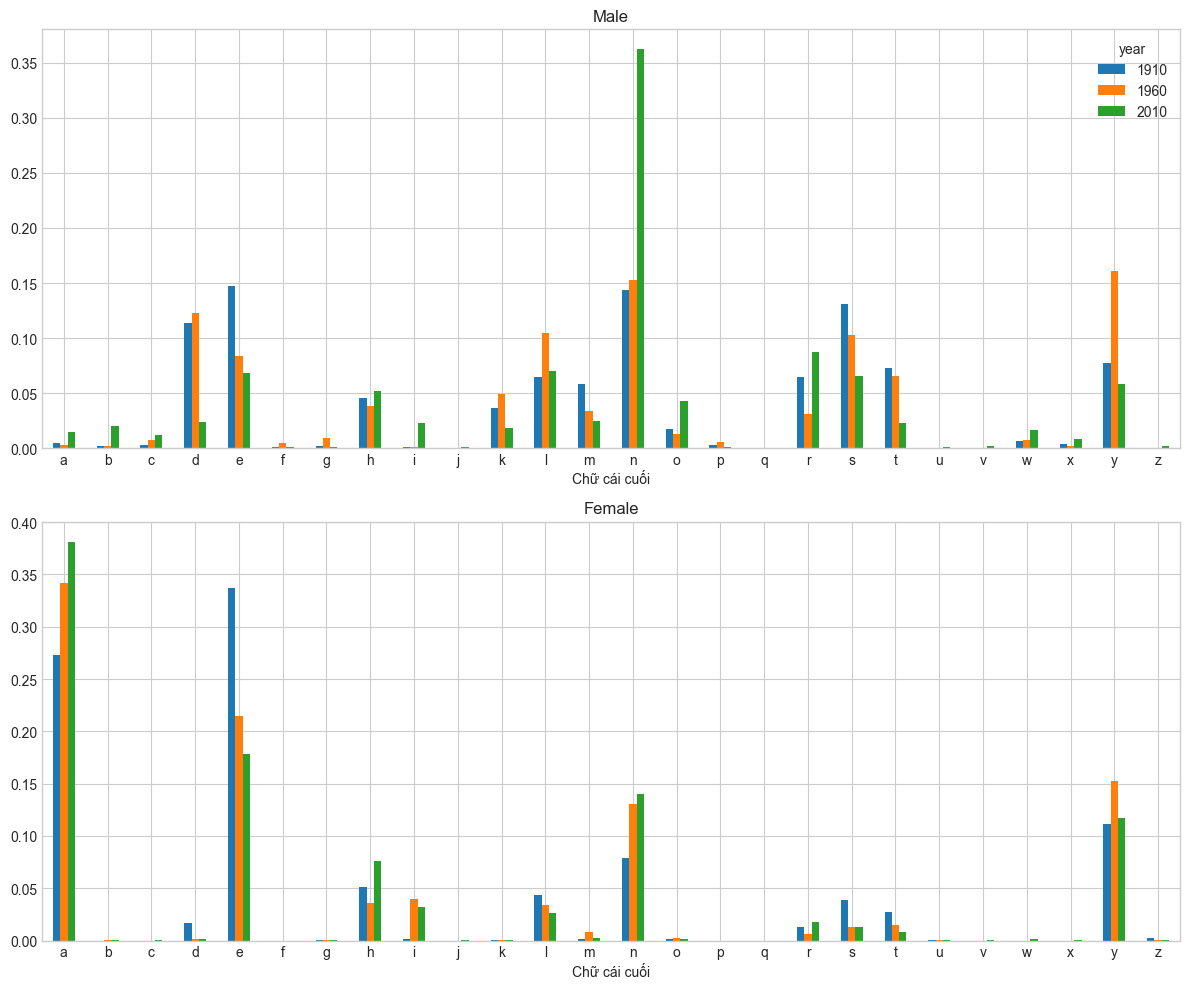 Male
year
1910
1960
2010
0.35
0.30
0.25
0.20
0.15
0.10
0.05
0.00
a b c d e f g h i j k l m n o p q r s t u v w x y z
Chữ cái cuối
Female
0.40
0.35
0.30
0.25
0.20
0.15
0.10
0.05
0.00
a b c d e f g h i j k l m n o p q r s t u v w x y z
Chữ cái cuối